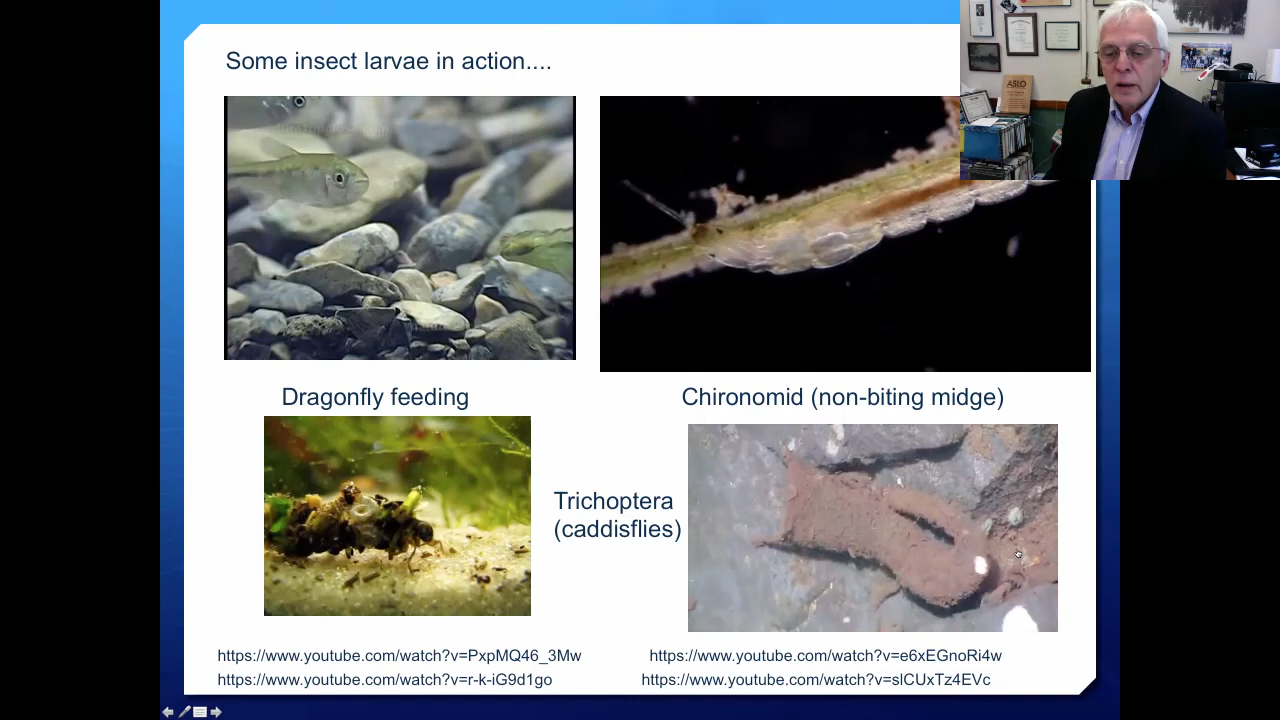 Some insect larvae in action....
ASLO
Dragonfly feeding
Chironomid (non-biting midge)
Trichoptera
(caddisflies)
https://www.youtube.com/watch?v=PxpMQ46_3Mw
https://www.youtube.com/watch?v=e6xEGnoRi4w
https://www.youtube.com/watch?v=r-k-iG9d1go
https://www.youtube.com/watch?v=slCUxTz4EVc